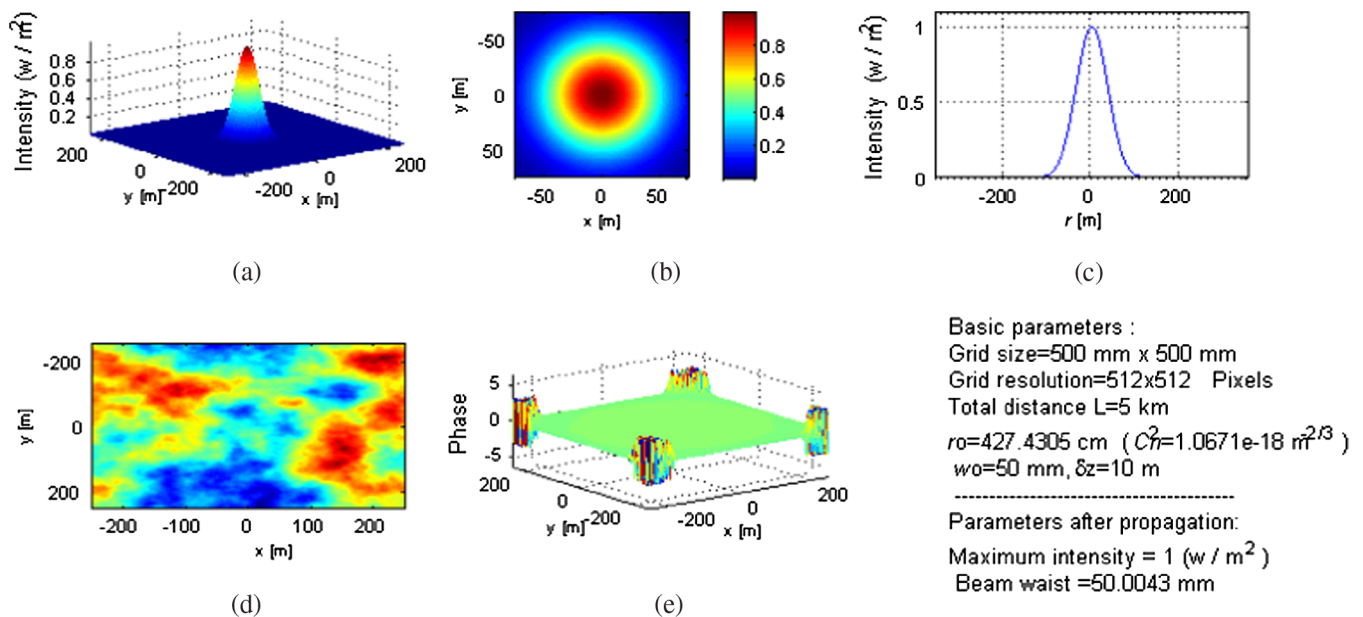 Intensity (w / m²)
0.8
0.6
0.4
0.2
200
0
-200
y [m]
-200
0
200
x [m]
(a)
-50
0
50
y [m]
-50
0
50
x [m]
0.8
0.6
0.4
0.2
(b)
Intensity (w / m²)
1
0.5
0
-200
0
200
r [m]
(c)
-200
0
200
y [m]
-200
-100
0
100
200
x [m]
(d)
Phase
5
0
-5
200
0
-200
y [m]
-200
0
200
x [m]
(e)
Basic parameters :
Grid size=500 mm x 500 mm
Grid resolution=512x512 Pixels
Total distance L=5 km
ro=427.4305 cm ( C²n=1.0671e-18 m^2/3 )
wo=50 mm, δz=10 m
----------------------------------------
Parameters after propagation:
Maximum intensity = 1 (w / m² )
Beam waist =50.0043 mm